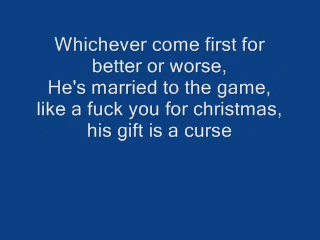 Whichever come first for
better or worse,
He's married to the game,
like a fuck you for christmas,
his gift is a curse